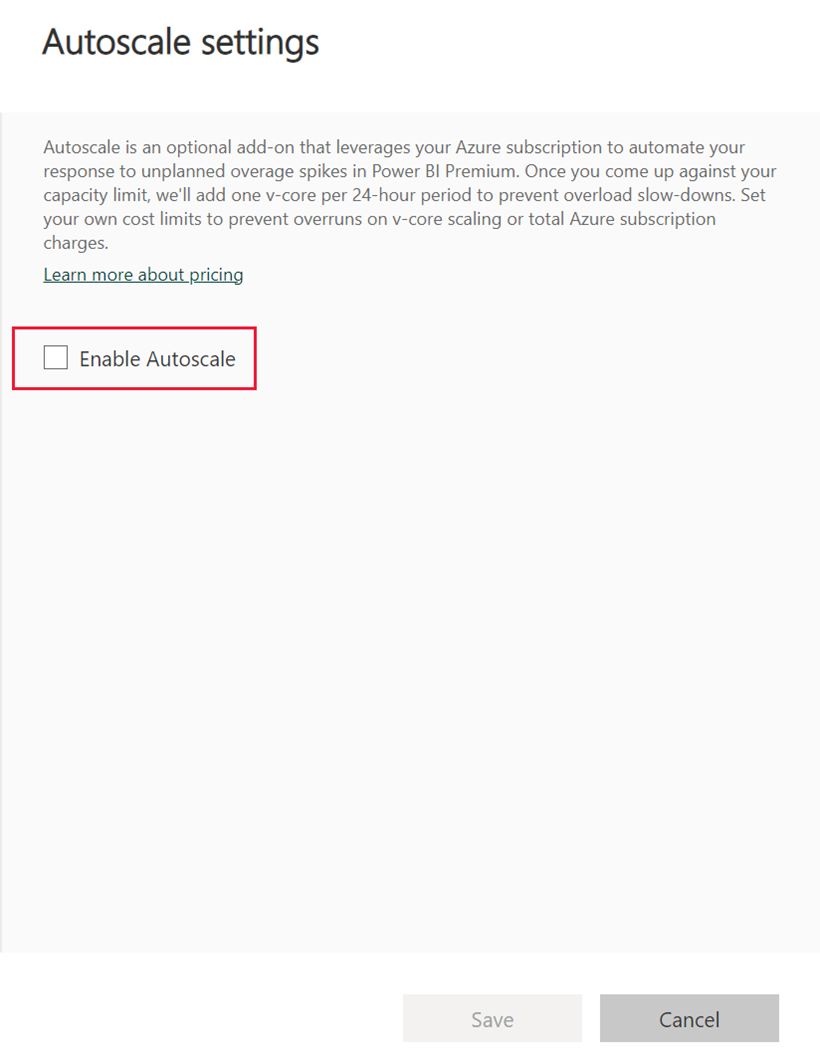 Autoscale settings
Autoscale is an optional add-on that leverages your Azure subscription to automate your
response to unplanned overage spikes in Power BI Premium. Once you come up against your
capacity limit, we'll add one v-core per 24-hour period to prevent overload slow-downs. Set
your own cost limits to prevent overruns on v-core scaling or total Azure subscription
charges.
Learn more about pricing
Enable Autoscale
Save
Cancel